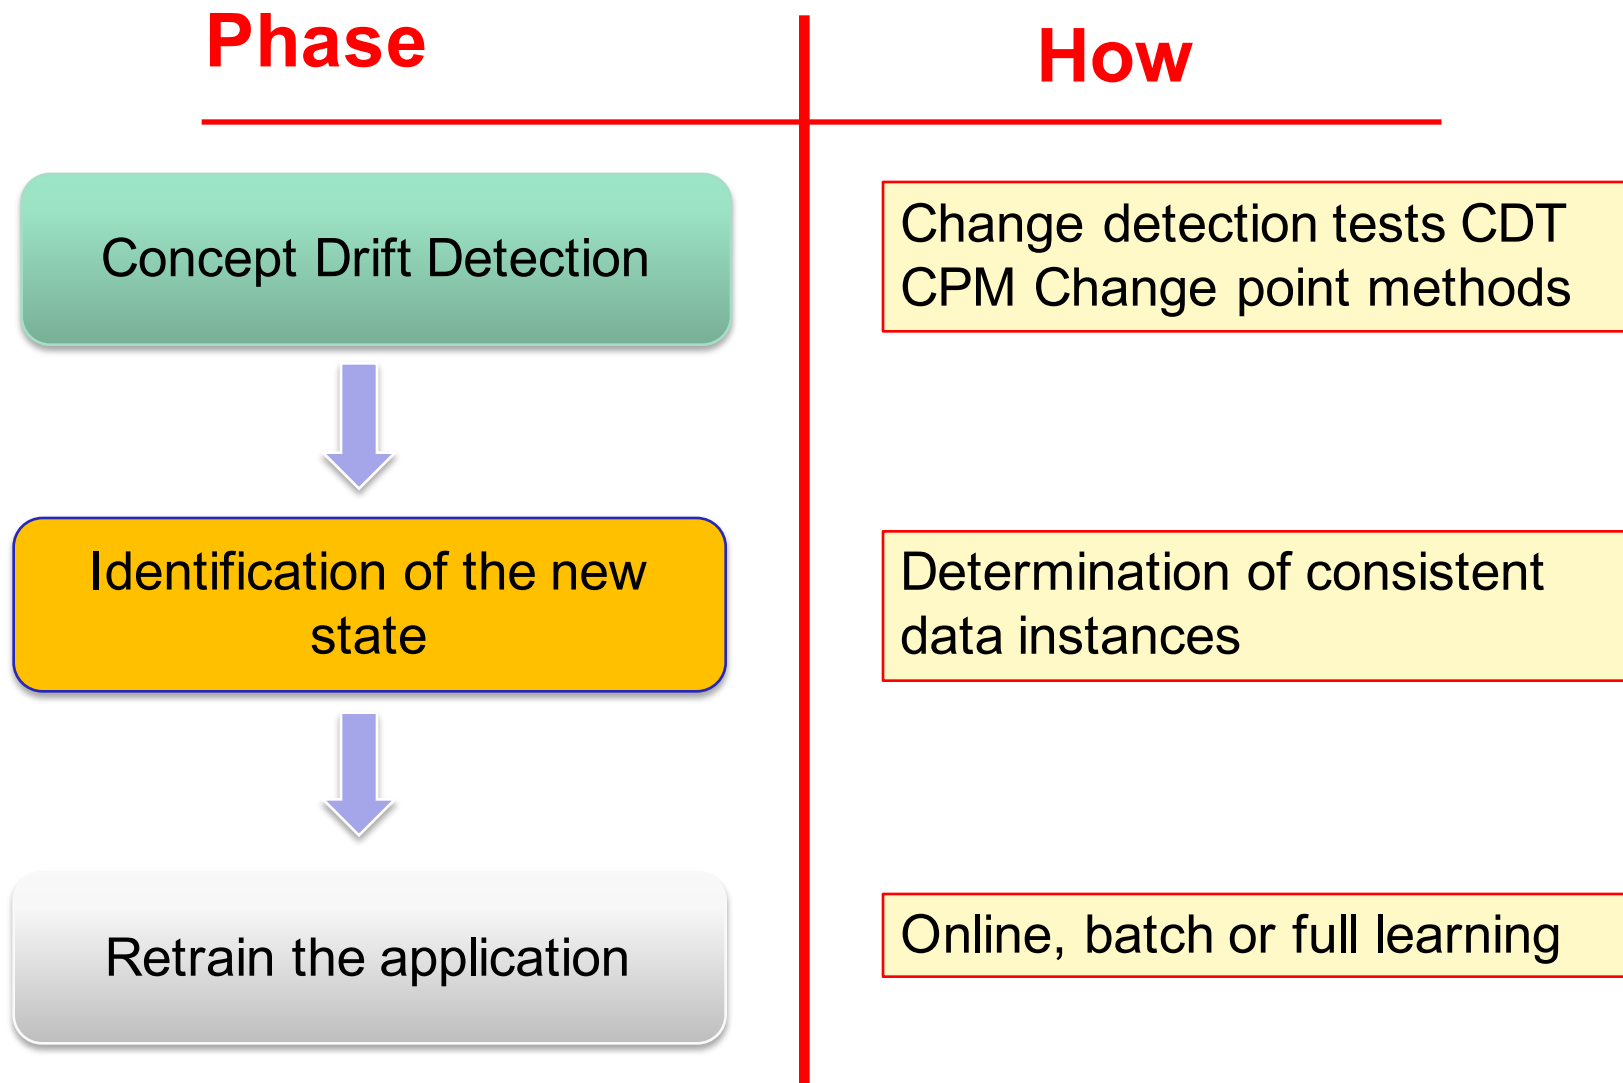 Phase
How
Concept Drift Detection
Change detection tests CDT
CPM Change point methods
Identification of the new
state
Determination of consistent
data instances
Retrain the application
Online, batch or full learning